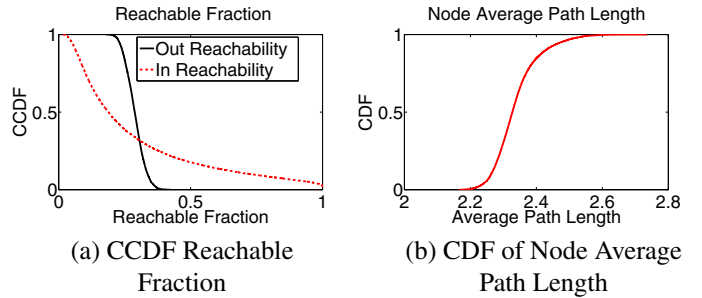 Reachable Fraction
1
Out Reachability
In Reachability
CCDF
0.5
0
0
0.5
1
Reachable Fraction
(a) CCDF Reachable
Fraction
Node Average Path Length
1
CDF
0.5
0
2
2.2
2.4
2.6
2.8
Average Path Length
(b) CDF of Node Average
Path Length